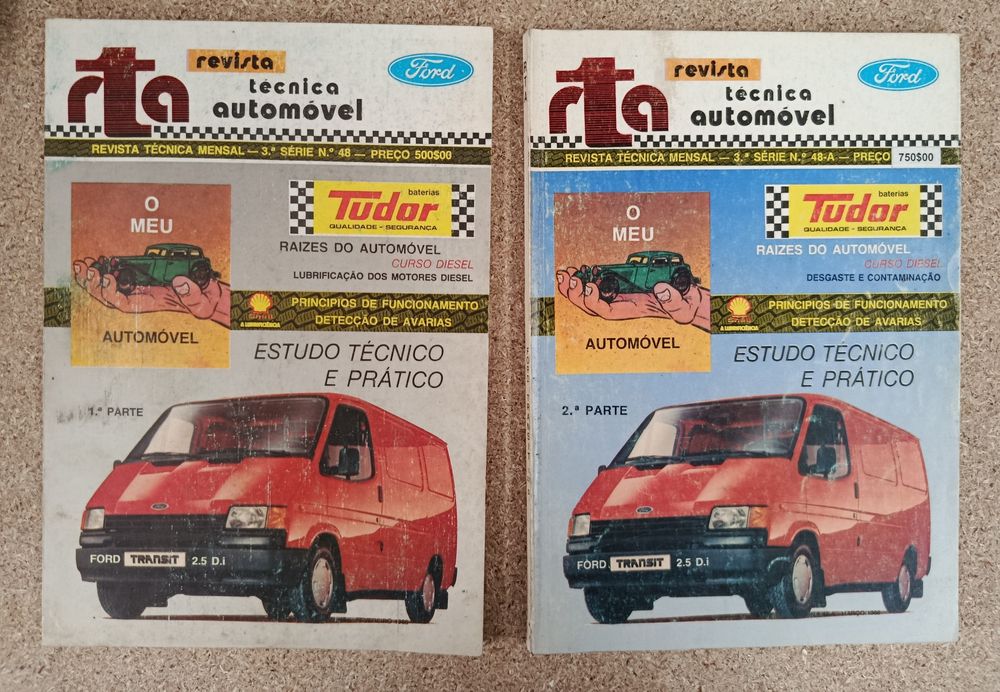 rta
revista
técnica
automóvel
Ford
REVISTA TÉCNICA MENSAL — 3.ª SÉRIE N.º 48 — PREÇO 500$00
O
MEU
AUTOMÓVEL
baterias
Tudor
QUALIDADE - SEGURANÇA
RAIZES DO AUTOMÓVEL
CURSO DIESEL
LUBRIFICAÇÃO DOS MOTORES DIESEL
PRINCIPIOS DE FUNCIONAMENTO
DETECÇÃO DE AVARIAS
ESTUDO TÉCNICO
E PRÁTICO
1.ª PARTE
FORD TRANSIT 2.5 D.i
rta
revista
técnica
automóvel
Ford
REVISTA TÉCNICA MENSAL — 3.ª SÉRIE N.º 48-A — PREÇO 750$00
O
MEU
AUTOMÓVEL
baterias
Tudor
QUALIDADE - SEGURANÇA
RAIZES DO AUTOMÓVEL
CURSO DIESEL
DESGASTE E CONTAMINAÇÃO
PRINCIPIOS DE FUNCIONAMENTO
DETECÇÃO DE AVARIAS
ESTUDO TÉCNICO
E PRÁTICO
2.ª PARTE
FORD TRANSIT 2.5 D.i